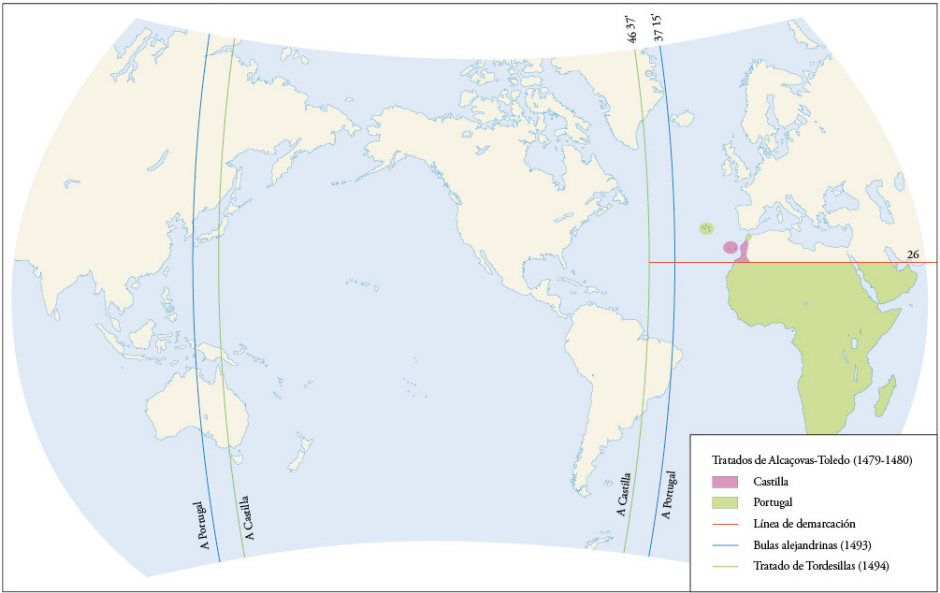 46 37'
37 15'
26
A Portugal
A Castilla
A Castilla
A Portugal
Tratados de Alcaçovas-Toledo (1479-1480)
Castilla
Portugal
Línea de demarcación
Bulas alejandrinas (1493)
Tratado de Tordesillas (1494)